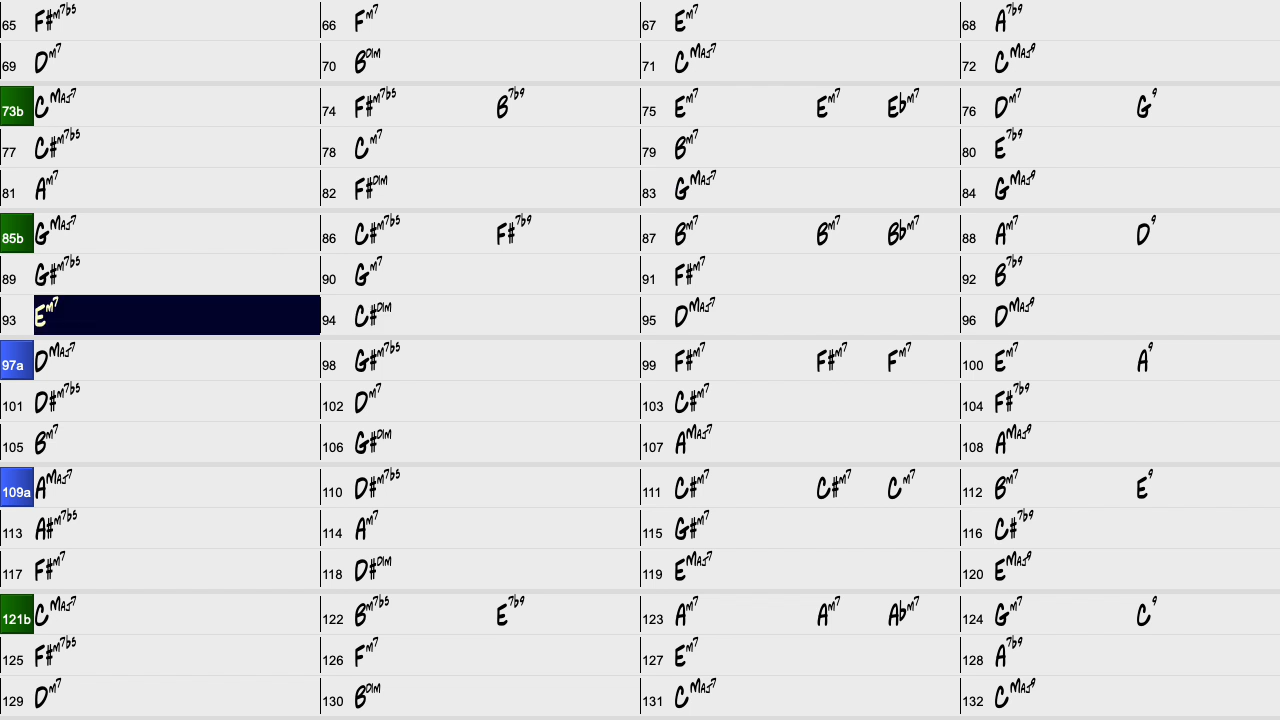 65 F#m7b5 66 Fm7 67 Em7 68 A7b9
69 Dm7 70 Bdim 71 CMaj7 72 CMaj9
73b CMaj7 74 F#m7b5 B7b9 75 Em7 Em7 Ebm7 76 Dm7 G9
77 C#m7b5 78 Cm7 79 Bm7 80 E7b9
81 Am7 82 F#dim 83 GMaj7 84 GMaj9
85b GMaj7 86 C#m7b5 F#7b9 87 Bm7 Bm7 Bbm7 88 Am7 D9
89 G#m7b5 90 Gm7 91 F#m7 92 B7b9
93 Em7 94 C#dim 95 DMaj7 96 DMaj9
97a DMaj7 98 G#m7b5 99 F#m7 F#m7 Fm7 100 Em7 A9
101 D#m7b5 102 Dm7 103 C#m7 104 F#7b9
105 Bm7 106 G#dim 107 AMaj7 108 AMaj9
109a AMaj7 110 D#m7b5 111 C#m7 C#m7 Cm7 112 Bm7 E9
113 A#m7b5 114 Am7 115 G#m7 116 C#7b9
117 F#m7 118 D#dim 119 EMaj7 120 EMaj9
121b CMaj7 122 Bm7b5 E7b9 123 Am7 Am7 Abm7 124 Gm7 C9
125 F#m7b5 126 Fm7 127 Em7 128 A7b9
129 Dm7 130 Bdim 131 CMaj7 132 CMaj9